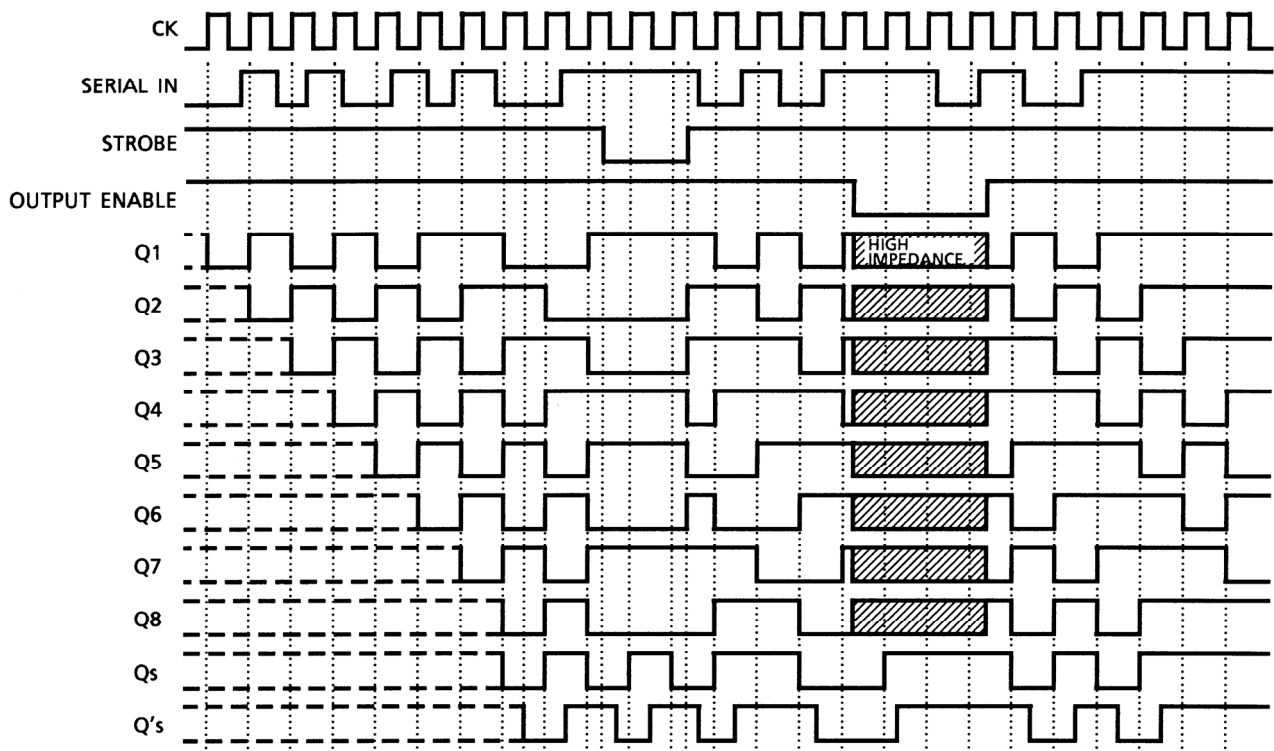 CK
SERIAL IN
STROBE
OUTPUT ENABLE
Q1
HIGH
IMPEDANCE
Q2
Q3
Q4
Q5
Q6
Q7
Q8
Qs
Q's